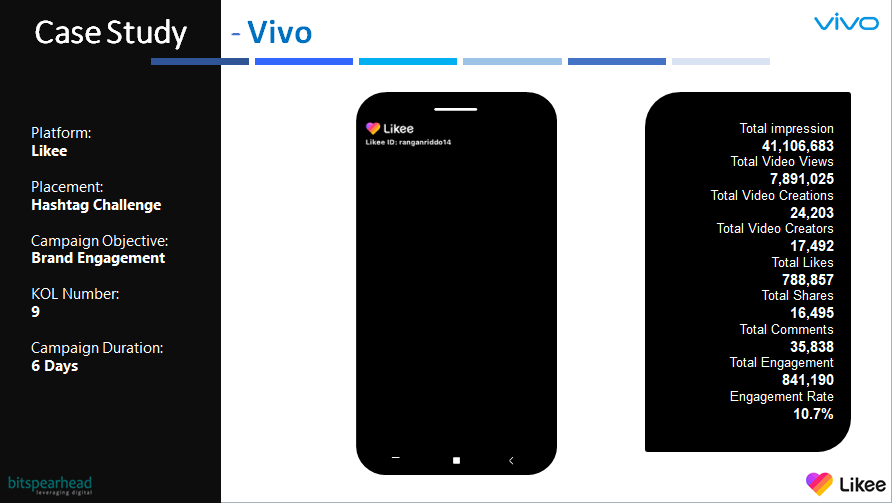 Case Study - Vivo
vivo
Platform:
Likee
Placement:
Hashtag Challenge
Campaign Objective:
Brand Engagement
KOL Number:
9
Campaign Duration:
6 Days
bitspearhead
leveraging digital
Likee
Likee ID: ranganriddo14
Total impression
41,106,683
Total Video Views
7,891,025
Total Video Creations
24,203
Total Video Creators
17,492
Total Likes
788,857
Total Shares
16,495
Total Comments
35,838
Total Engagement
841,190
Engagement Rate
10.7%
Likee